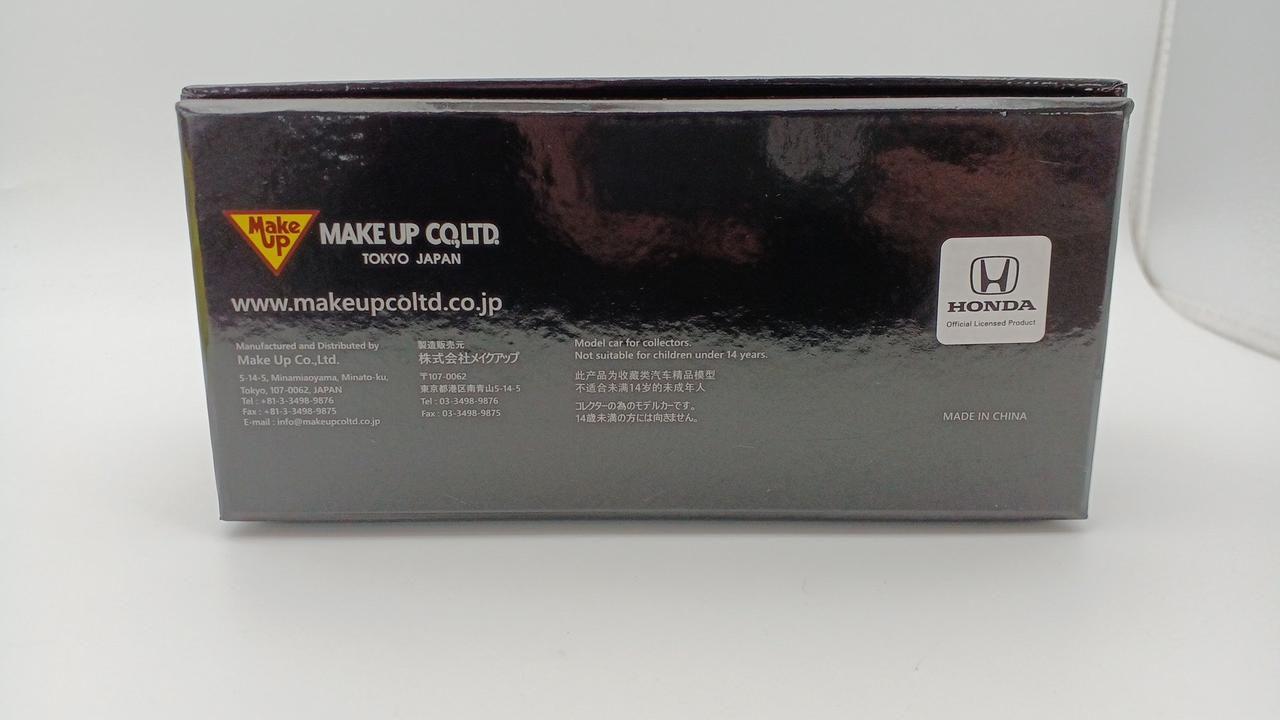 Make
Up
MAKE UP CO.,LTD.
TOKYO JAPAN
www.makeupcoltd.co.jp
Manufactured and Distributed by
Make Up Co.,Ltd.
5-14-5, Minamiaoyama, Minato-ku,
Tokyo, 107-0062, JAPAN
Tel : +81-3-3498-9876
Fax : +81-3-3498-9875
E-mail : info@makeupcoltd.co.jp
製造販売元
株式会社メイクアップ
〒107-0062
東京都港区南青山5-14-5
Tel : 03-3498-9876
Fax : 03-3498-9875
Model car for collectors.
Not suitable for children under 14 years.
此产品为收藏类汽车精品模型
不适合未满14岁的未成年人
コレクターの為のモデルカーです。
14歳未満の方には向きません。
HONDA
Official Licensed Product
MADE IN CHINA